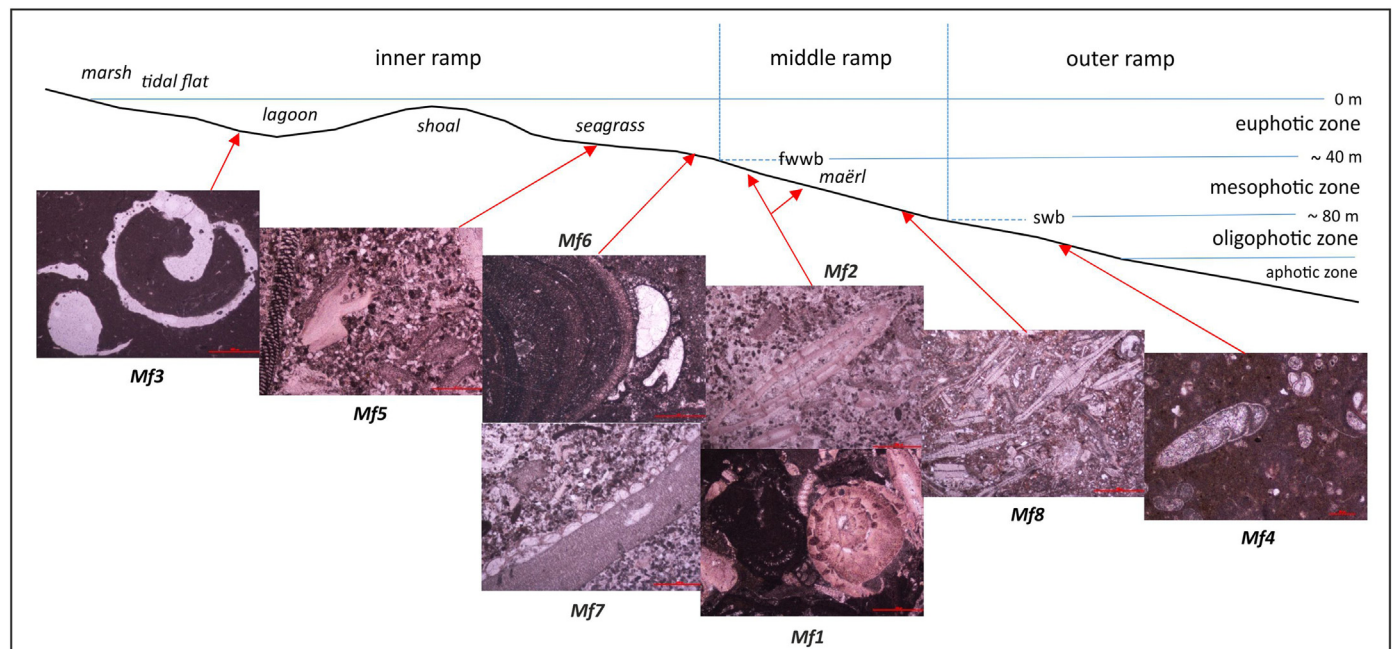 inner ramp
middle ramp
outer ramp
marsh
tidal flat
lagoon
shoal
seagrass
0 m
euphotic zone
fwwb
~ 40 m
maërl
mesophotic zone
swb
~ 80 m
oligophotic zone
aphotic zone
Mf6
Mf2
Mf3
Mf5
Mf8
Mf4
Mf7
Mf1